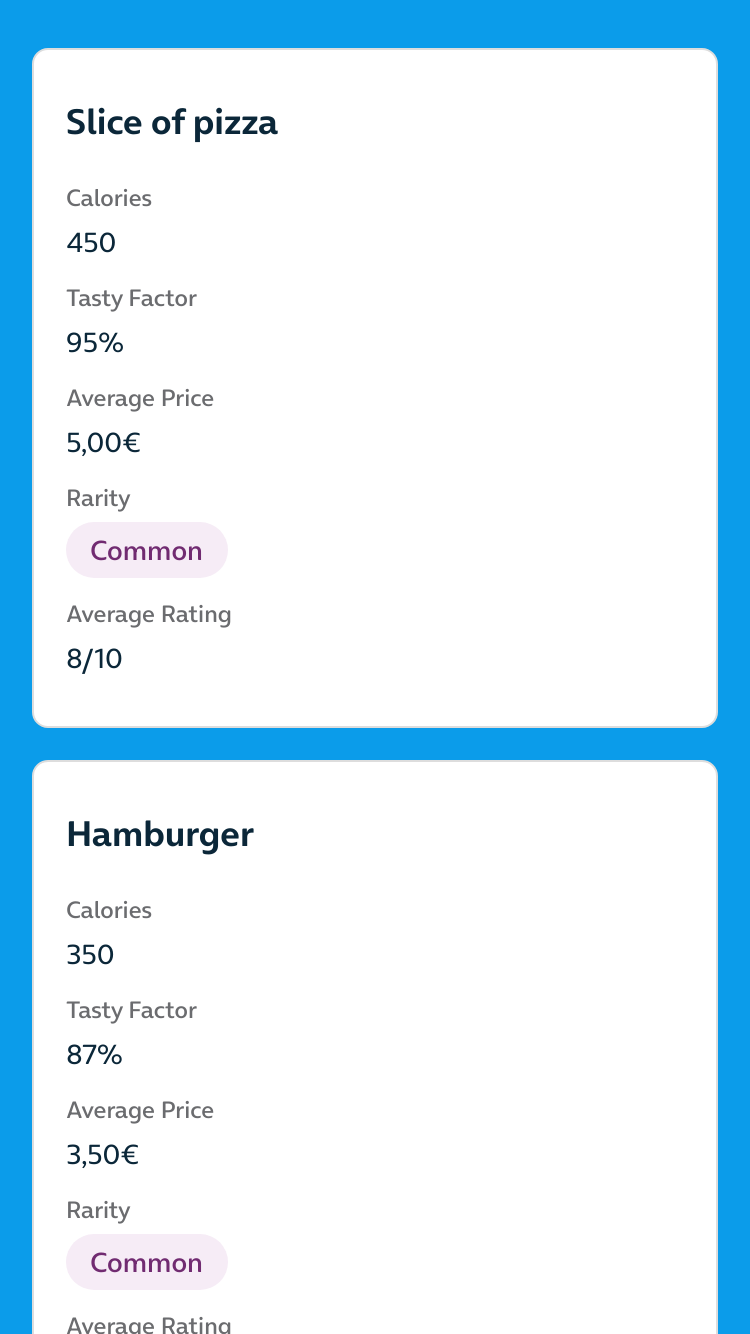 Slice of pizza
Calories
450
Tasty Factor
95%
Average Price
5,00€
Rarity
Common
Average Rating
8/10
Hamburger
Calories
350
Tasty Factor
87%
Average Price
3,50€
Rarity
Common
Average Rating